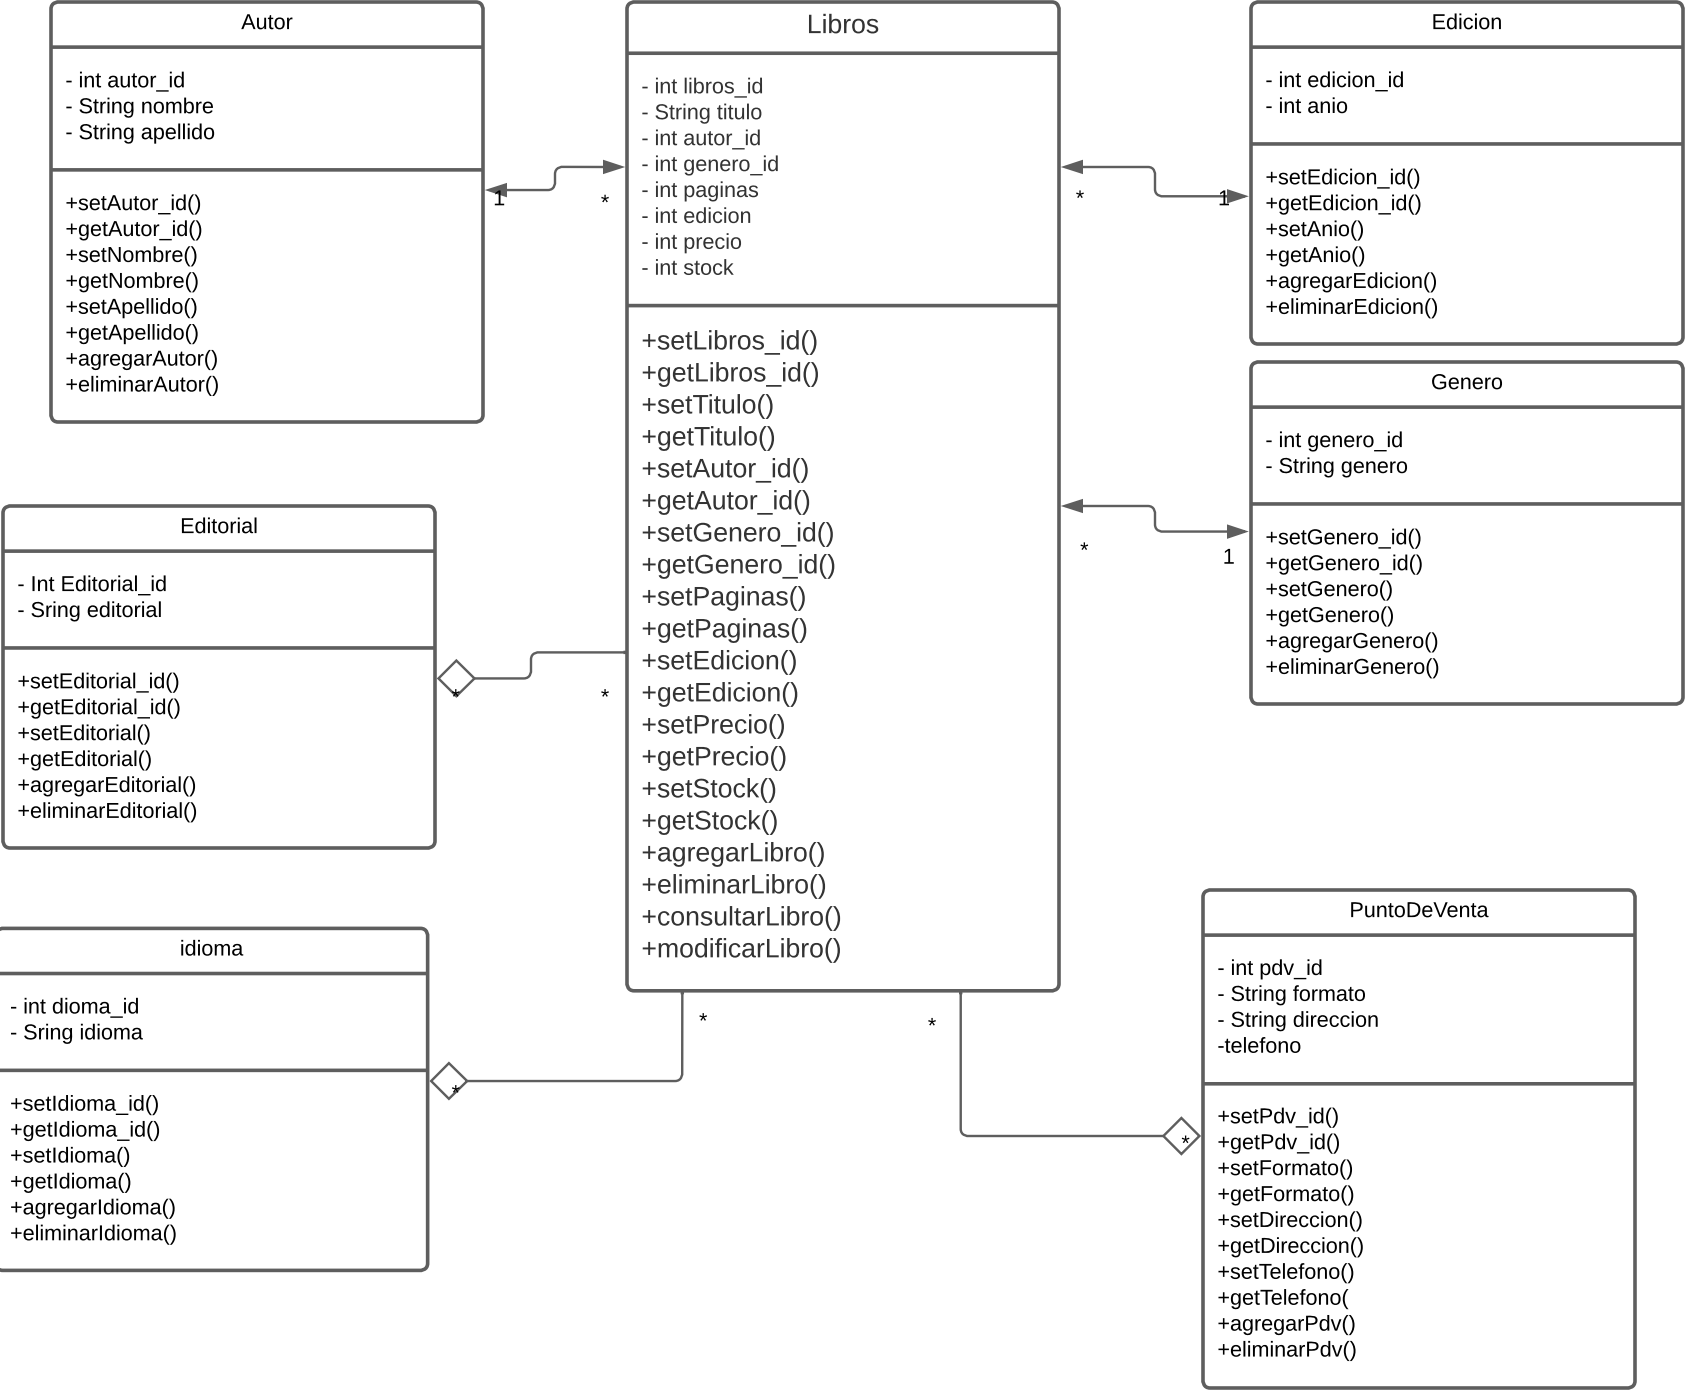 Autor
- int autor_id
- String nombre
- String apellido
+setAutor_id()
+getAutor_id()
+setNombre()
+getNombre()
+setApellido()
+getApellido()
+agregarAutor()
+eliminarAutor()
1
*
Libros
- int libros_id
- String titulo
- int autor_id
- int genero_id
- int paginas
- int edicion
- int precio
- int stock
+setLibros_id()
+getLibros_id()
+setTitulo()
+getTitulo()
+setAutor_id()
+getAutor_id()
+setGenero_id()
+getGenero_id()
+setPaginas()
+getPaginas()
+setEdicion()
+getEdicion()
+setPrecio()
+getPrecio()
+setStock()
+getStock()
+agregarLibro()
+eliminarLibro()
+consultarLibro()
+modificarLibro()
*
1
Edicion
- int edicion_id
- int anio
+setEdicion_id()
+getEdicion_id()
+setAnio()
+getAnio()
+agregarEdicion()
+eliminarEdicion()
*
1
Genero
- int genero_id
- String genero
+setGenero_id()
+getGenero_id()
+setGenero()
+getGenero()
+agregarGenero()
+eliminarGenero()
Editorial
- Int Editorial_id
- Sring editorial
+setEditorial_id()
+getEditorial_id()
+setEditorial()
+getEditorial()
+agregarEditorial()
+eliminarEditorial()
*
*
idioma
- int dioma_id
- Sring idioma
+setIdioma_id()
+getIdioma_id()
+setIdioma()
+getIdioma()
+agregarIdioma()
+eliminarIdioma()
*
*
*
*
PuntoDeVenta
- int pdv_id
- String formato
- String direccion
-telefono
+setPdv_id()
+getPdv_id()
+setFormato()
+getFormato()
+setDireccion()
+getDireccion()
+setTelefono()
+getTelefono(
+agregarPdv()
+eliminarPdv()